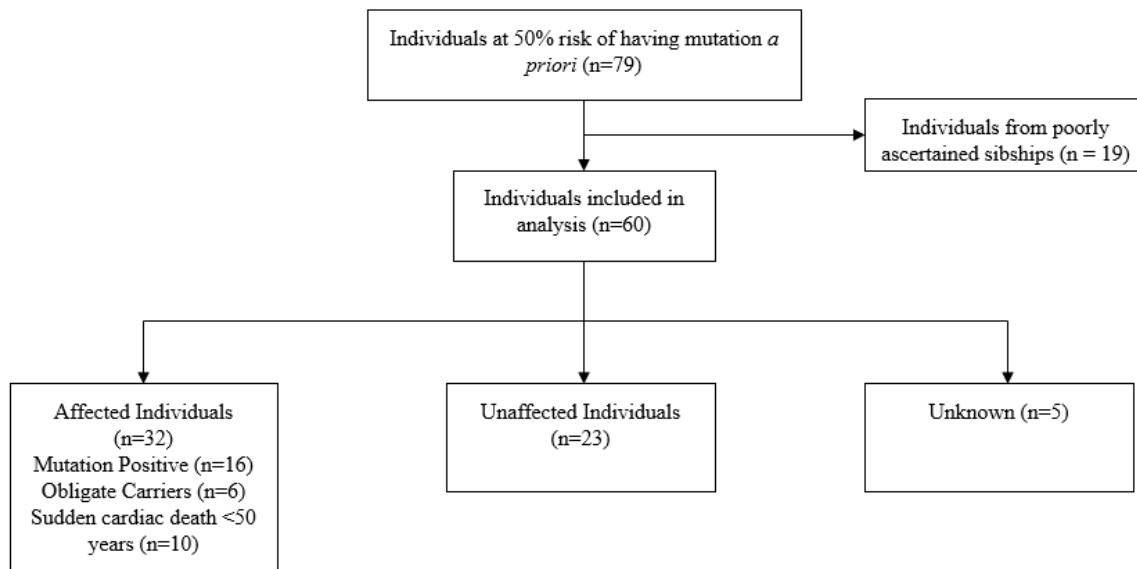 Individuals at 50% risk of having mutation a
priori (n=79)
Individuals from poorly
ascertained sibships (n = 19)
Individuals included in
analysis (n=60)
Affected Individuals
(n=32)
Mutation Positive (n=16)
Obligate Carriers (n=6)
Sudden cardiac death <50
years (n=10)
Unaffected Individuals
(n=23)
Unknown (n=5)